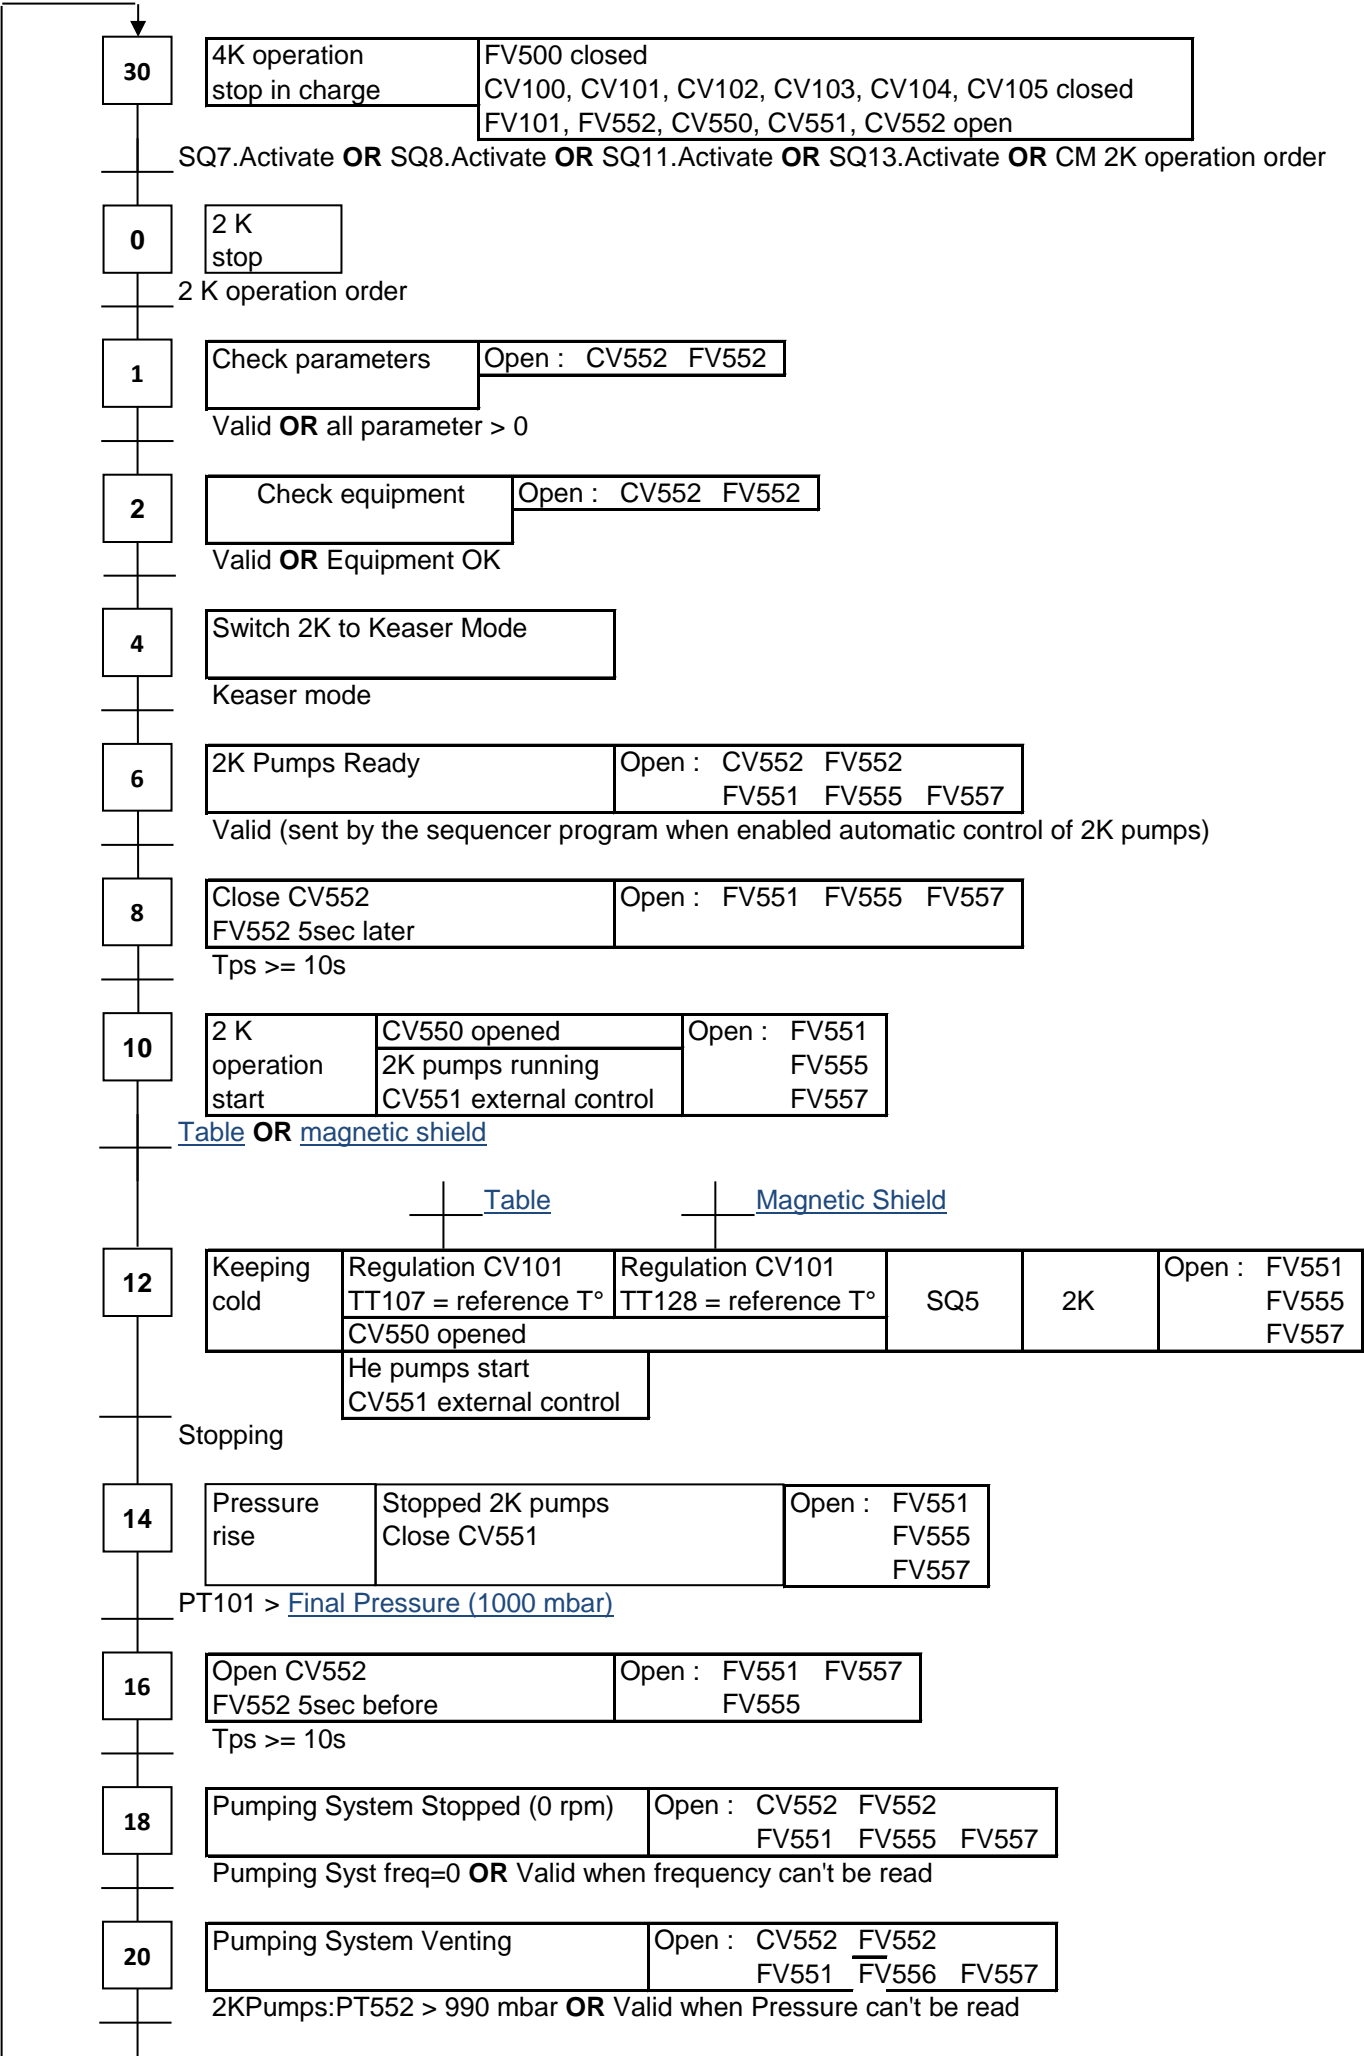 30
4K operation
stop in charge
FV500 closed
CV100, CV101, CV102, CV103, CV104, CV105 closed
FV101, FV552, CV550, CV551, CV552 open
SQ7.Activate OR SQ8.Activate OR SQ11.Activate OR SQ13.Activate OR CM 2K operation order
0
2 K
stop
2 K operation order
1
Check parameters
Open : CV552 FV552
Valid OR all parameter > 0
2
Check equipment
Open : CV552 FV552
Valid OR Equipment OK
4
Switch 2K to Keaser Mode
Keaser mode
6
2K Pumps Ready
Open : CV552 FV552
FV551 FV555 FV557
Valid (sent by the sequencer program when enabled automatic control of 2K pumps)
8
Close CV552
FV552 5sec later
Open : FV551 FV555 FV557
Tps >= 10s
10
2 K
operation
start
CV550 opened
2K pumps running
CV551 external control
Open : FV551
FV555
FV557
Table OR magnetic shield
Table
Magnetic Shield
12
Keeping
cold
Regulation CV101
TT107 = reference T°
Regulation CV101
TT128 = reference T°
CV550 opened
He pumps start
CV551 external control
SQ5
2K
Open : FV551
FV555
FV557
Stopping
14
Pressure
rise
Stopped 2K pumps
Close CV551
Open : FV551
FV555
FV557
PT101 > Final Pressure (1000 mbar)
16
Open CV552
FV552 5sec before
Open : FV551 FV557
FV555
Tps >= 10s
18
Pumping System Stopped (0 rpm)
Open : CV552 FV552
FV551 FV555 FV557
Pumping Syst freq=0 OR Valid when frequency can't be read
20
Pumping System Venting
Open : CV552 FV552
FV551 FV556 FV557
2KPumps:PT552 > 990 mbar OR Valid when Pressure can't be read